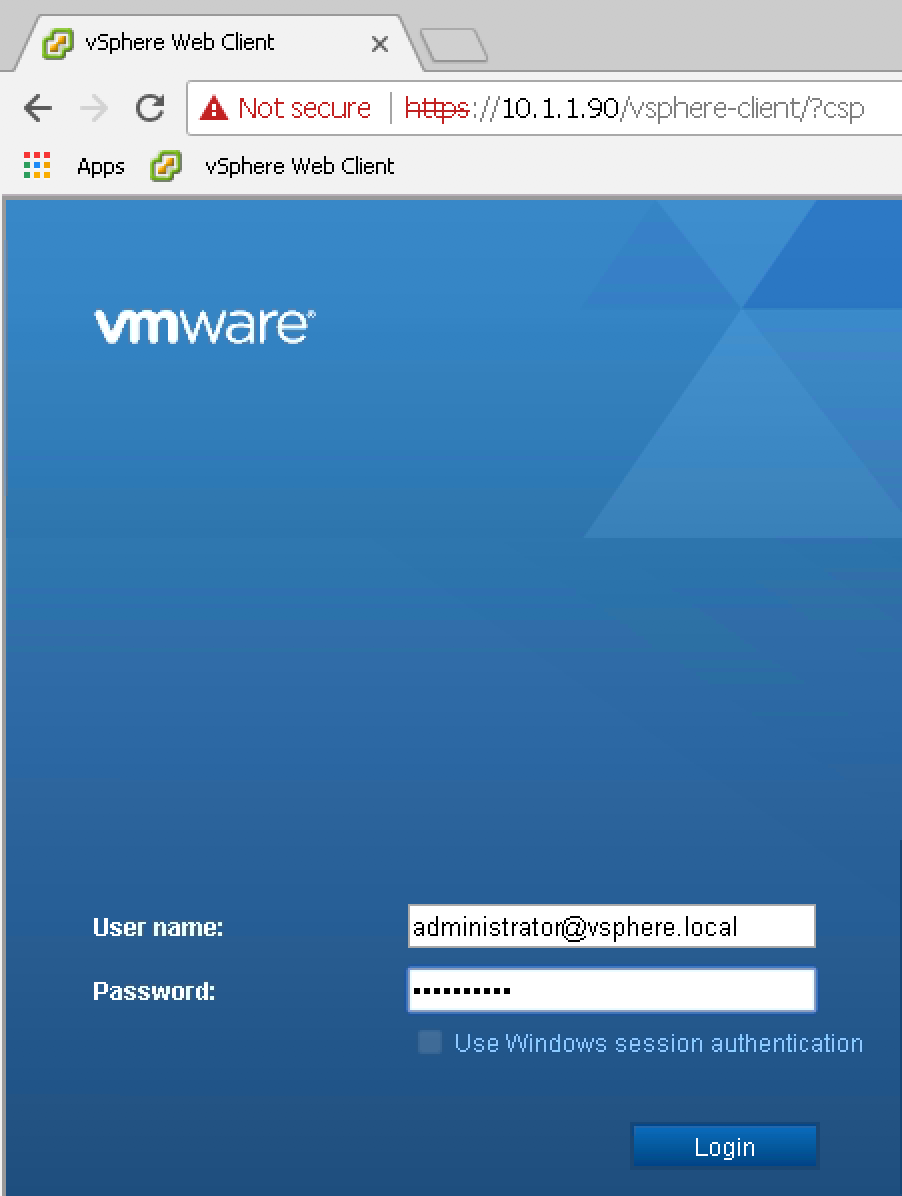 vSphere Web Client
Not secure | https://10.1.1.90/vsphere-client/?csp
Apps vSphere Web Client
vmware®
User name: administrator@vsphere.local
Password: ••••••••••
Use Windows session authentication
Login